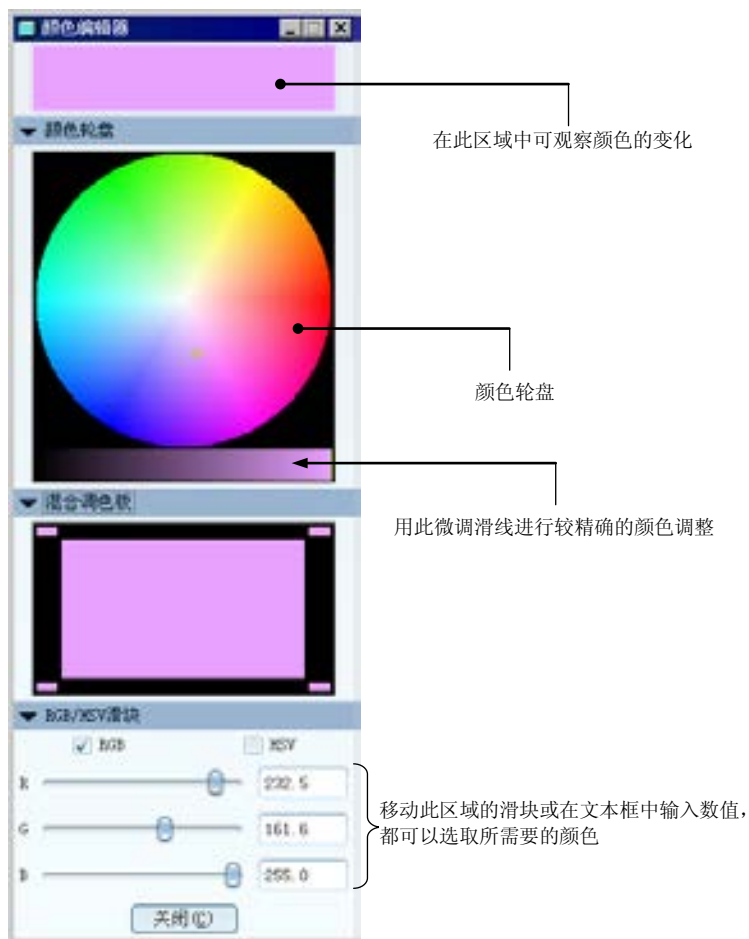 颜色编辑器
在此区域中可观察颜色的变化
颜色轮盘
颜色轮盘
用此微调滑线进行较精确的颜色调整
混合调色板
RGB/HSV滑块
RGB
HSV
移动此区域的滑块或在文本框中输入数值，
都可以选取所需要的颜色
R
232.5
G
161.6
B
255.0
关闭(C)